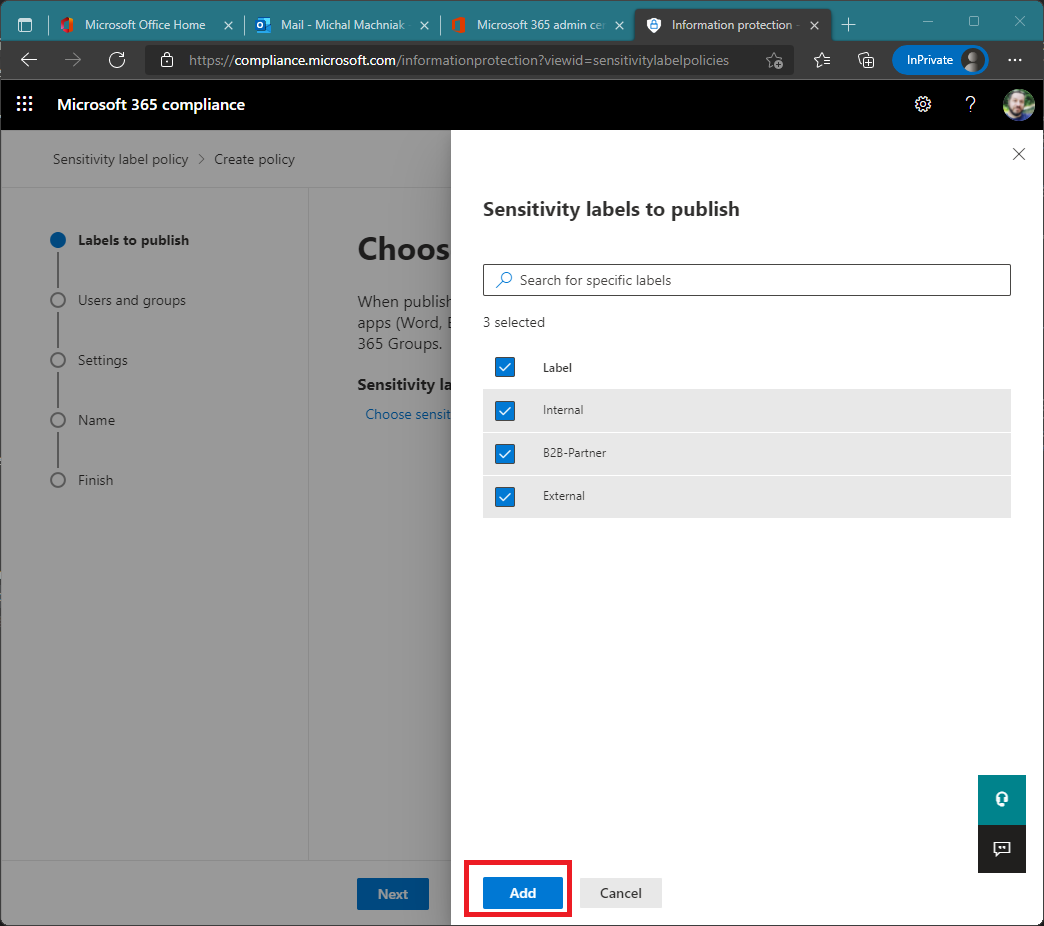 Microsoft Office Home
Mail - Michal Machniak
Microsoft 365 admin cen
Information protection -
https://compliance.microsoft.com/informationprotection?viewid=sensitivitylabelpolicies
InPrivate
Microsoft 365 compliance
?
Sensitivity label policy > Create policy
Labels to publish
Users and groups
Settings
Name
Finish
Choos
When publish
apps (Word, E
365 Groups.
Sensitivity la
Choose sensit
Next
Sensitivity labels to publish
Search for specific labels
3 selected
Label
Internal
B2B-Partner
External
Add
Cancel